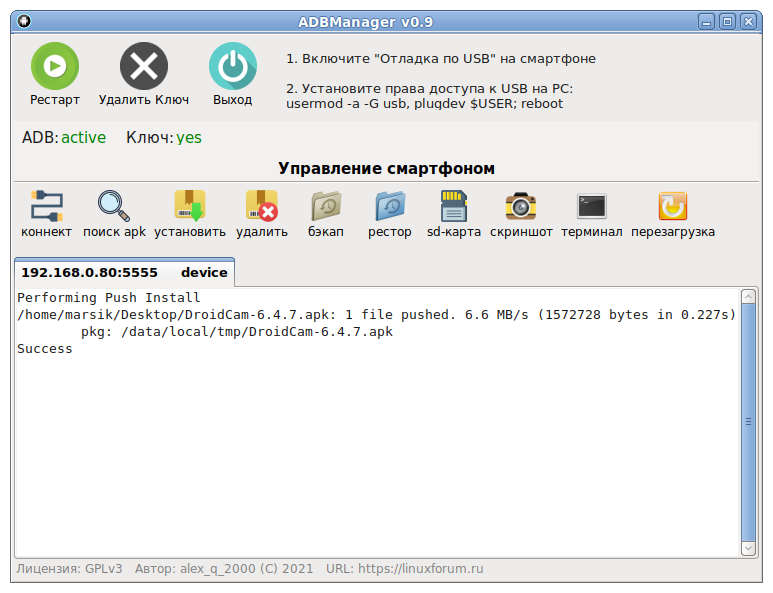 ADBManager v0.9
1. Включите "Отладка по USB" на смартфоне
2. Установите права доступа к USB на PC:
usermod -a -G usb, plugdev $USER; reboot
Рестарт Удалить Ключ Выход
ADB: active Ключ: yes
Управление смартфоном
коннект поиск apk установить удалить бэкап рестор sd-карта скриншот терминал перезагрузка
192.168.0.80:5555 device
Performing Push Install
/home/marsik/Desktop/DroidCam-6.4.7.apk: 1 file pushed. 6.6 MB/s (1572728 bytes in 0.227s)
pkg: /data/local/tmp/DroidCam-6.4.7.apk
Success
Лицензия: GPLv3 Автор: alex_q_2000 (C) 2021 URL: https://linuxforum.ru